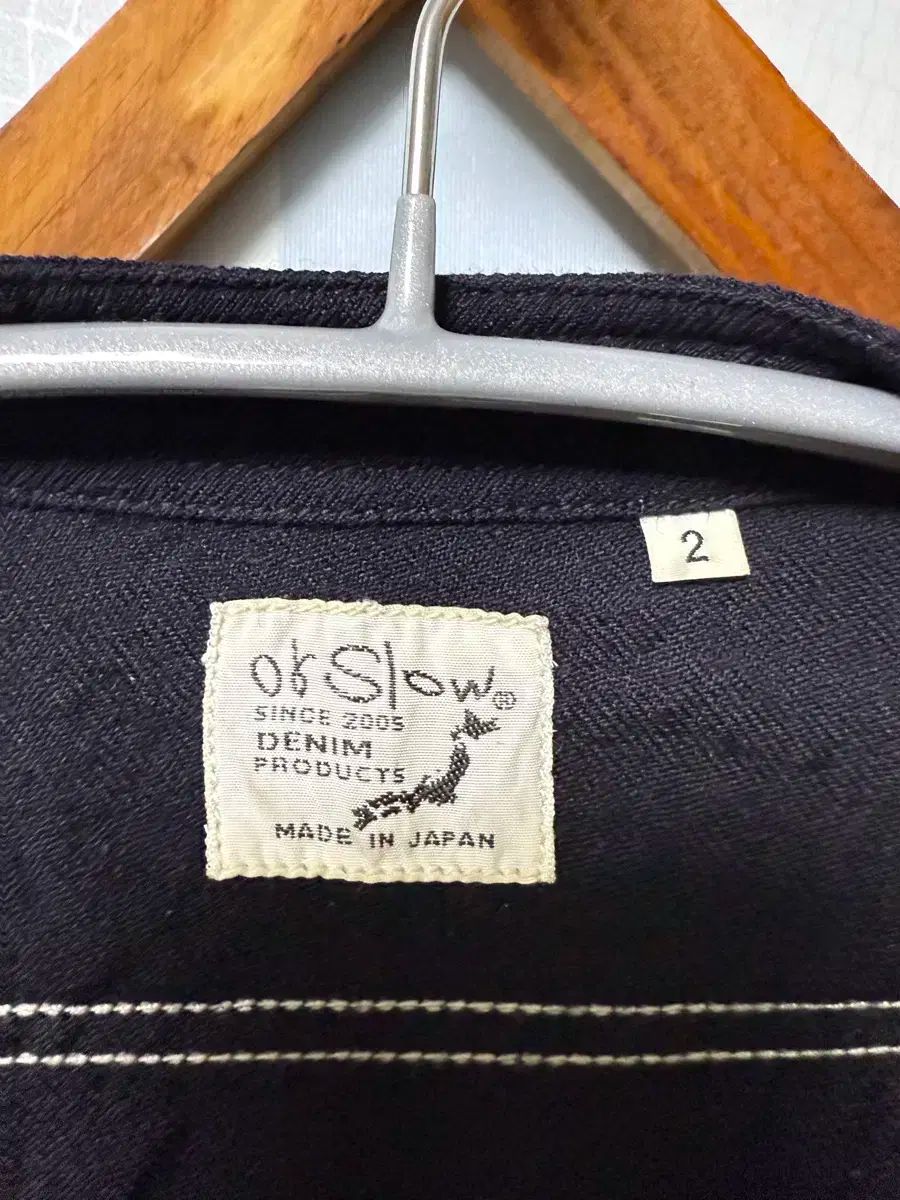 2
orSlow®
SINCE 2005
DENIM
PRODUCTS
MADE IN JAPAN